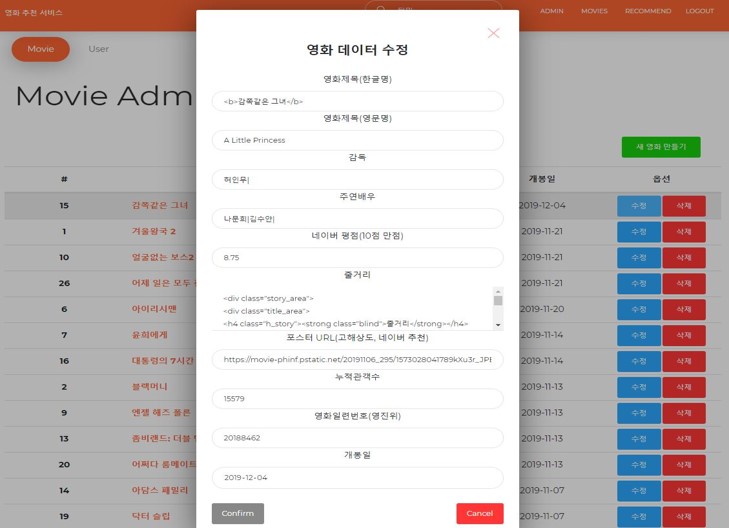 영화 추천 서비스
ADMIN
MOVIES
RECOMMEND
LOGOUT
Movie
User
Movie Adm
새 영화 만들기
#
개봉일
옵션
15
감쪽같은 그녀
2019-12-04
수정
삭제
1
겨울왕국 2
2019-11-21
수정
삭제
10
얼굴없는 보스2
2019-11-21
수정
삭제
26
어제 일은 모두
2019-11-21
수정
삭제
6
아이리시맨
2019-11-20
수정
삭제
7
윤희에게
2019-11-14
수정
삭제
16
대통령의 7시간
2019-11-14
수정
삭제
2
블랙머니
2019-11-13
수정
삭제
9
엔젤 해즈 폴른
2019-11-13
수정
삭제
13
좀비랜드: 더블
2019-11-13
수정
삭제
20
어쩌다 룸메이트
2019-11-13
수정
삭제
14
아담스 패밀리
2019-11-07
수정
삭제
19
닥터 슬립
2019-11-07
수정
삭제
영화 데이터 수정
영화제목(한글명)
<b>감쪽같은 그녀</b>
영화제목(영문명)
A Little Princess
감독
허인무|
주연배우
나문희|김수안|
네이버 평점(10점 만점)
8.75
줄거리
<div class="story_area">
<div class="title_area">
<h4 class="h_story"><strong class="blind">줄거리</strong></h4>
포스터 URL(고해상도, 네이버 추천)
https://movie-phinf.pstatic.net/20191106_295/1573028041789kXu3r_JPE
누적관객수
15579
영화일련번호(영진위)
20188462
개봉일
2019-12-04
Confirm
Cancel